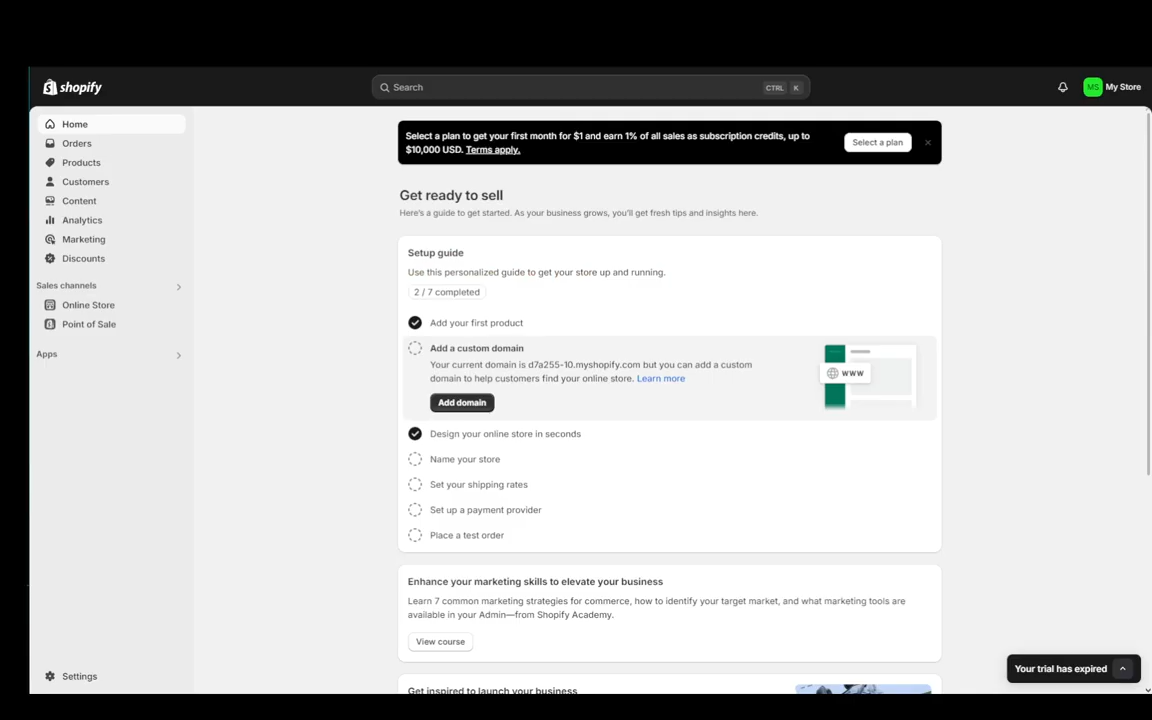 shopify
Search
CTRL K
MS My Store
Home
Orders
Products
Customers
Content
Analytics
Marketing
Discounts
Sales channels
Online Store
Point of Sale
Apps
Settings
Select a plan to get your first month for $1 and earn 1% of all sales as subscription credits, up to
$10,000 USD. Terms apply.
Select a plan
Get ready to sell
Here's a guide to get started. As your business grows, you'll get fresh tips and insights here.
Setup guide
Use this personalized guide to get your store up and running.
2 / 7 completed
Add your first product
Add a custom domain
Your current domain is d7a255-10.myshopify.com but you can add a custom
domain to help customers find your online store. Learn more
Add domain
www
Design your online store in seconds
Name your store
Set your shipping rates
Set up a payment provider
Place a test order
Enhance your marketing skills to elevate your business
Learn 7 common marketing strategies for commerce, how to identify your target market, and what marketing tools are
available in your Admin—from Shopify Academy.
View course
Get inspired to launch your business
Your trial has expired